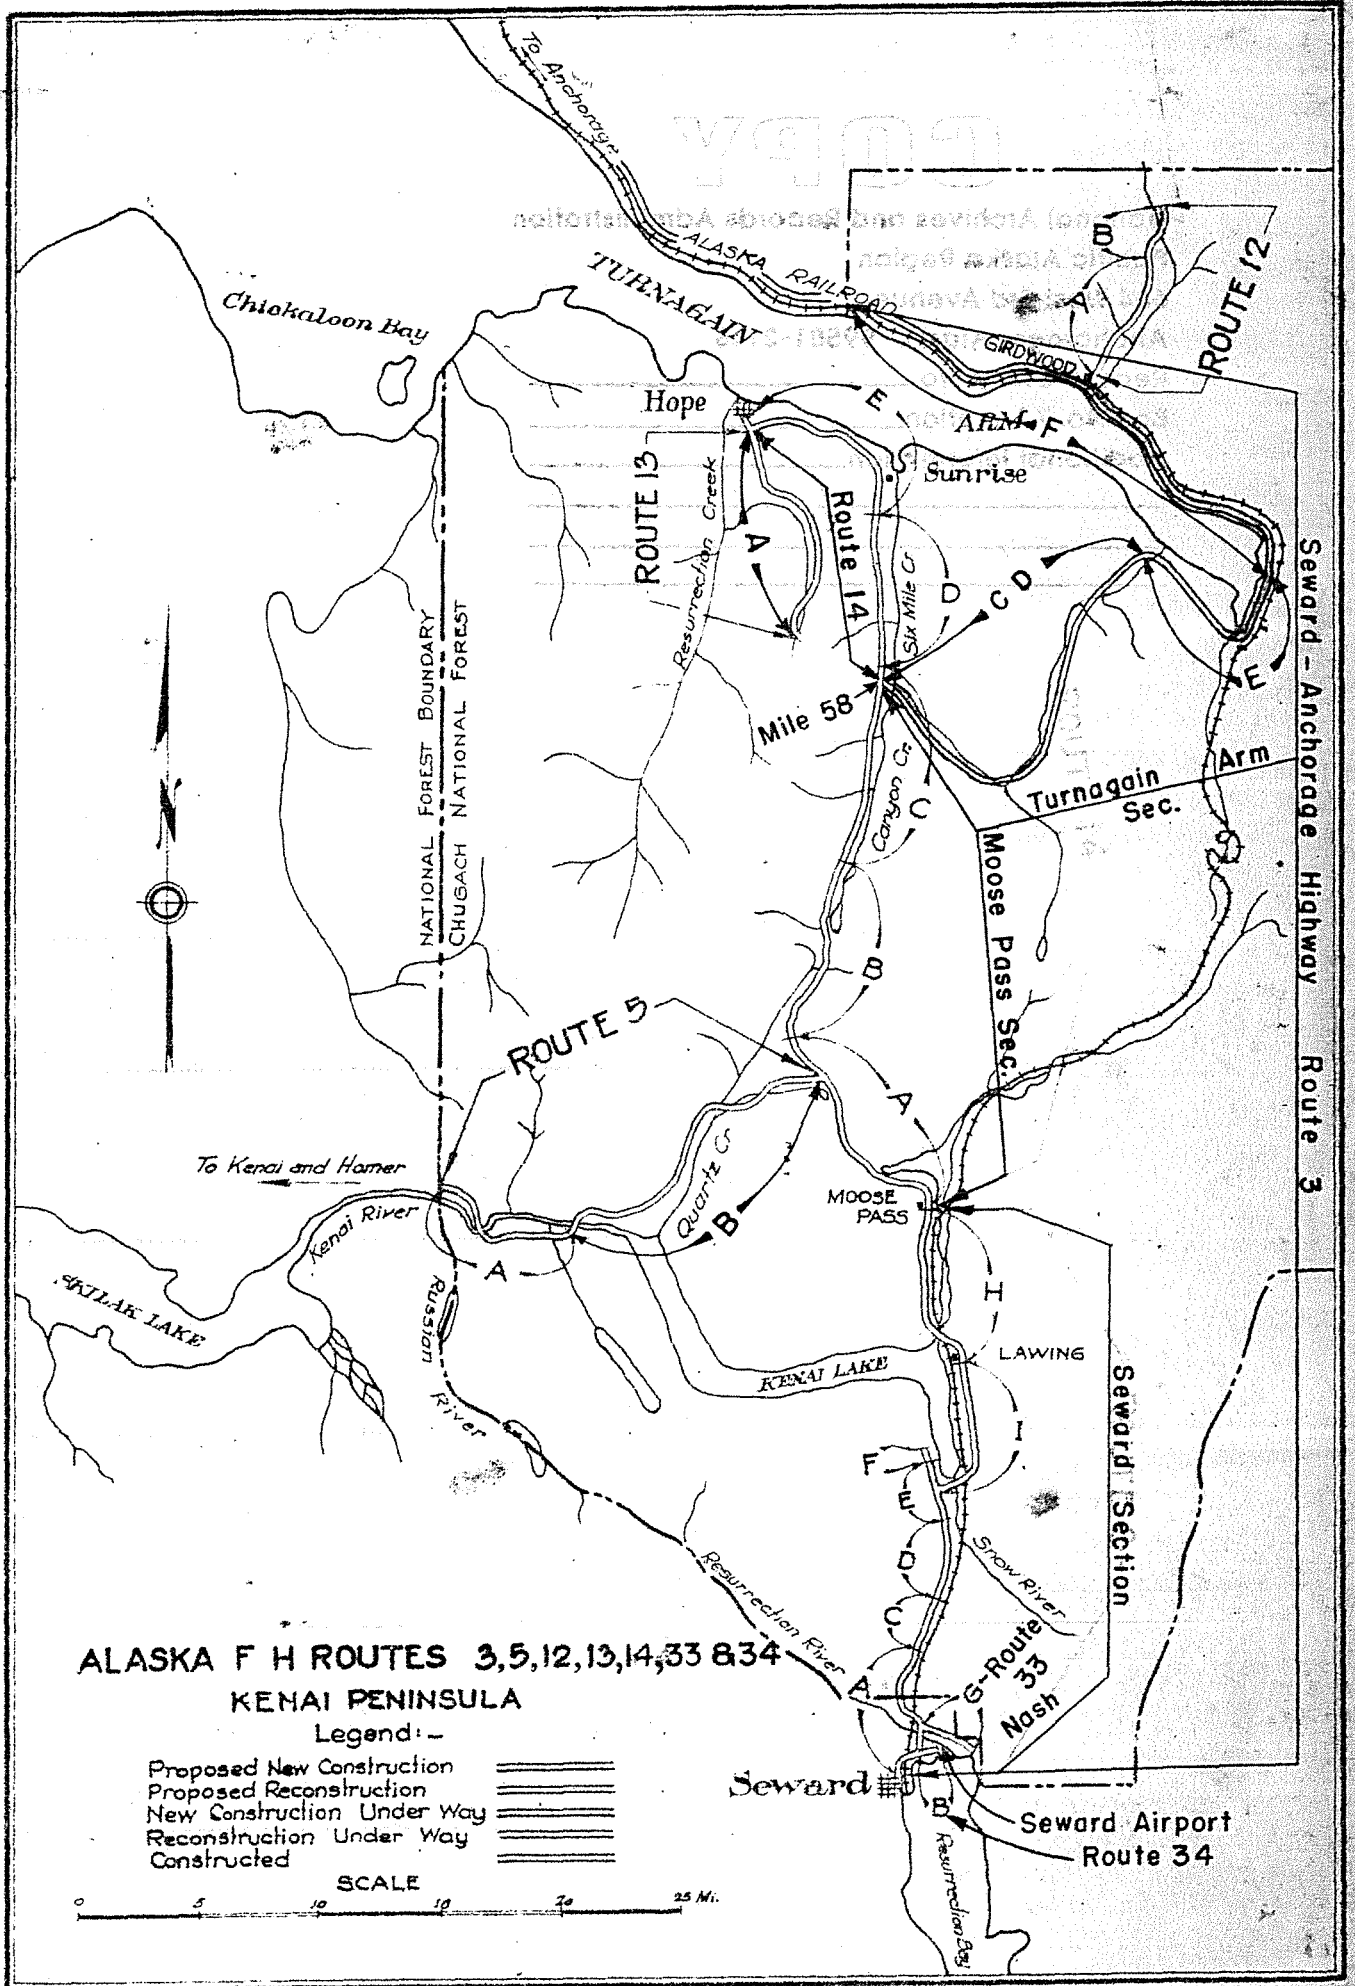 To Anchorage
COPY
National Archives and Records Administration
Alaska Region
ALASKA RAILROAD
TURNAGAIN
ARM
Chickaloon Bay
GIRDWOOD
B
A
ROUTE 12
Hope
E
F
Sunrise
ROUTE 13
Resurrection Creek
A
Route 14
Six Mile Cr
D
C D
E
Mile 58
Canyon Cr.
C
Turnagain Arm
Sec.
NATIONAL FOREST BOUNDARY
CHUGACH NATIONAL FOREST
N
Moose Pass Sec.
Seward - Anchorage Highway Route 3
B
ROUTE 5
A
To Kenai and Homer
Kenai River
Quartz Cr
B
MOOSE
PASS
A
H
SKILAK LAKE
Russian River
LAWING
KENAI LAKE
I
Seward Section
F
E
D
C
Snow River
Resurrection River
A
G-Route
33
Nash
Seward
B
Seward Airport
Route 34
Resurrection Bay
ALASKA F H ROUTES 3,5,12,13,14,33 & 34
KENAI PENINSULA
Legend:-
Proposed New Construction
Proposed Reconstruction
New Construction Under Way
Reconstruction Under Way
Constructed
SCALE
0 5 10 15 20 25 Mi.